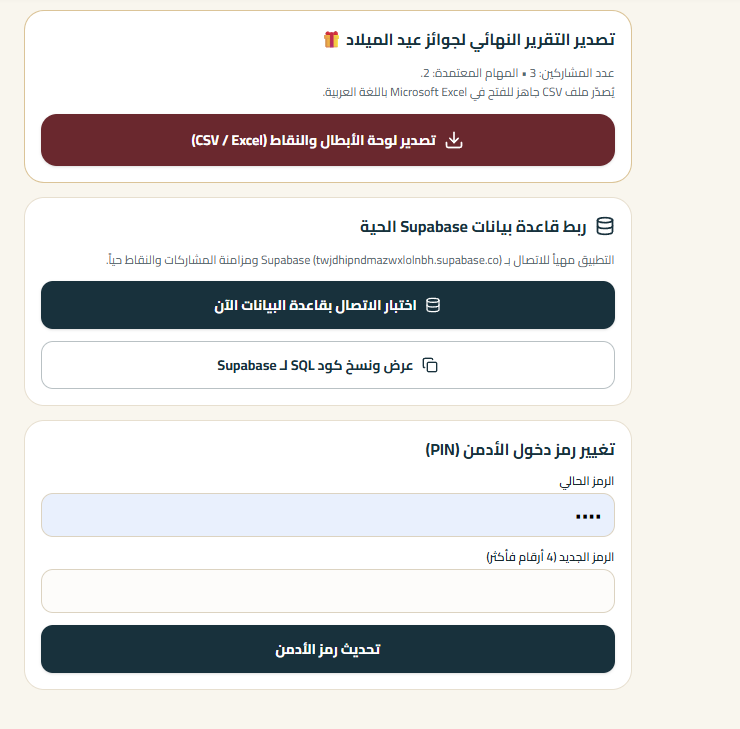 تصدير التقرير النهائي لجوائز عيد الميلاد 🎁
عدد المشاركين: 3 • المهام المعتمدة: 2.
يُصدّر ملف CSV جاهز للفتح في Microsoft Excel باللغة العربية.
تصدير لوحة الأبطال والنقاط (CSV / Excel)
ربط قاعدة بيانات Supabase الحية
التطبيق مهيأ للاتصال بـ Supabase (twjdhipndmazwxlolnbh.supabase.co) ومزامنة المشاركات والنقاط حياً.
اختبار الاتصال بقاعدة البيانات الآن
عرض ونسخ كود SQL لـ Supabase
تغيير رمز دخول الأدمن (PIN)
الرمز الحالي
••••
الرمز الجديد (4 أرقام فأكثر)
تحديث رمز الأدمن